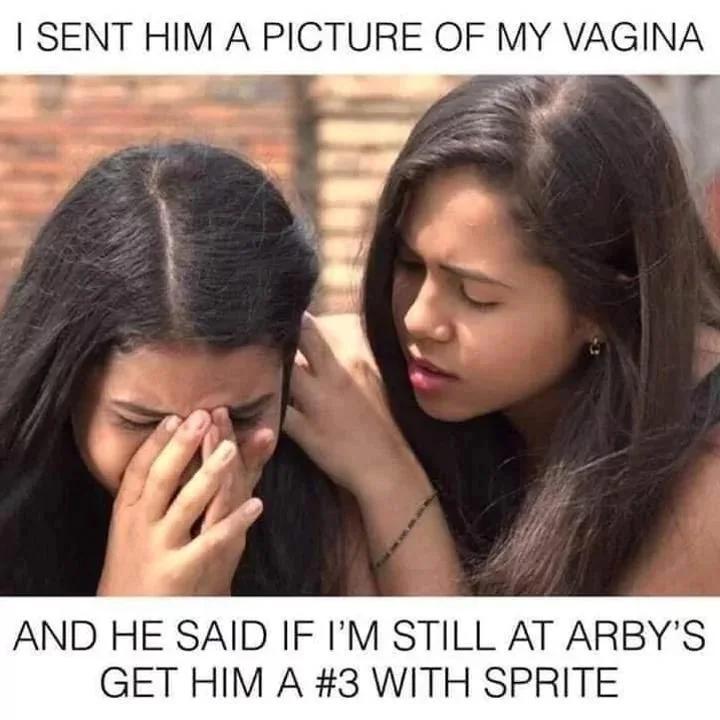 I SENT HIM A PICTURE OF MY VAGINA
AND HE SAID IF I'M STILL AT ARBY'S
GET HIM A #3 WITH SPRITE